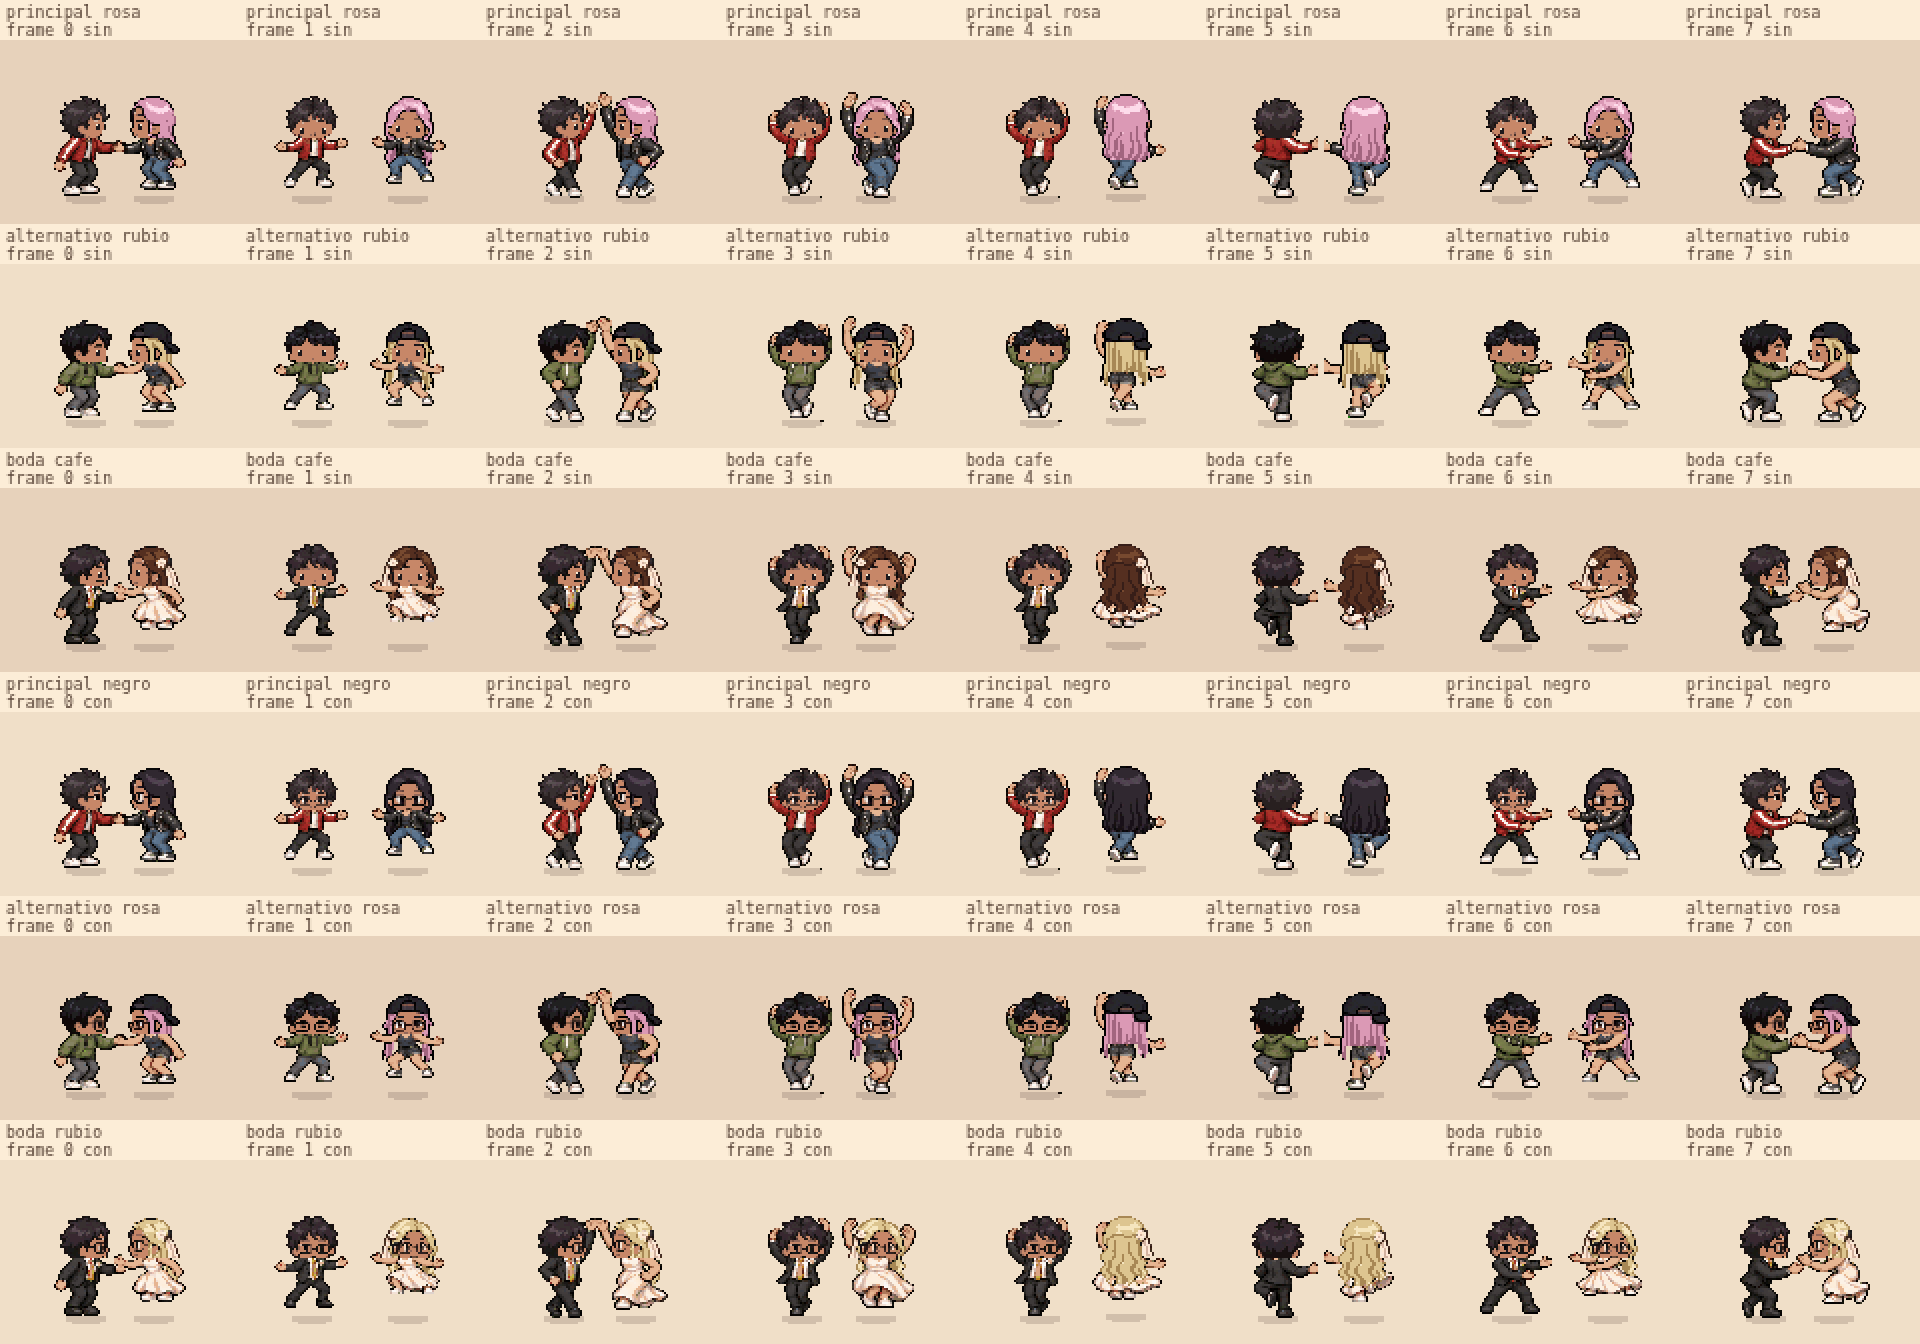 principal rosa
frame 0 sin
principal rosa
frame 1 sin
principal rosa
frame 2 sin
principal rosa
frame 3 sin
principal rosa
frame 4 sin
principal rosa
frame 5 sin
principal rosa
frame 6 sin
principal rosa
frame 7 sin
alternativo rubio
frame 0 sin
alternativo rubio
frame 1 sin
alternativo rubio
frame 2 sin
alternativo rubio
frame 3 sin
alternativo rubio
frame 4 sin
alternativo rubio
frame 5 sin
alternativo rubio
frame 6 sin
alternativo rubio
frame 7 sin
boda cafe
frame 0 sin
boda cafe
frame 1 sin
boda cafe
frame 2 sin
boda cafe
frame 3 sin
boda cafe
frame 4 sin
boda cafe
frame 5 sin
boda cafe
frame 6 sin
boda cafe
frame 7 sin
principal negro
frame 0 con
principal negro
frame 1 con
principal negro
frame 2 con
principal negro
frame 3 con
principal negro
frame 4 con
principal negro
frame 5 con
principal negro
frame 6 con
principal negro
frame 7 con
alternativo rosa
frame 0 con
alternativo rosa
frame 1 con
alternativo rosa
frame 2 con
alternativo rosa
frame 3 con
alternativo rosa
frame 4 con
alternativo rosa
frame 5 con
alternativo rosa
frame 6 con
alternativo rosa
frame 7 con
boda rubio
frame 0 con
boda rubio
frame 1 con
boda rubio
frame 2 con
boda rubio
frame 3 con
boda rubio
frame 4 con
boda rubio
frame 5 con
boda rubio
frame 6 con
boda rubio
frame 7 con